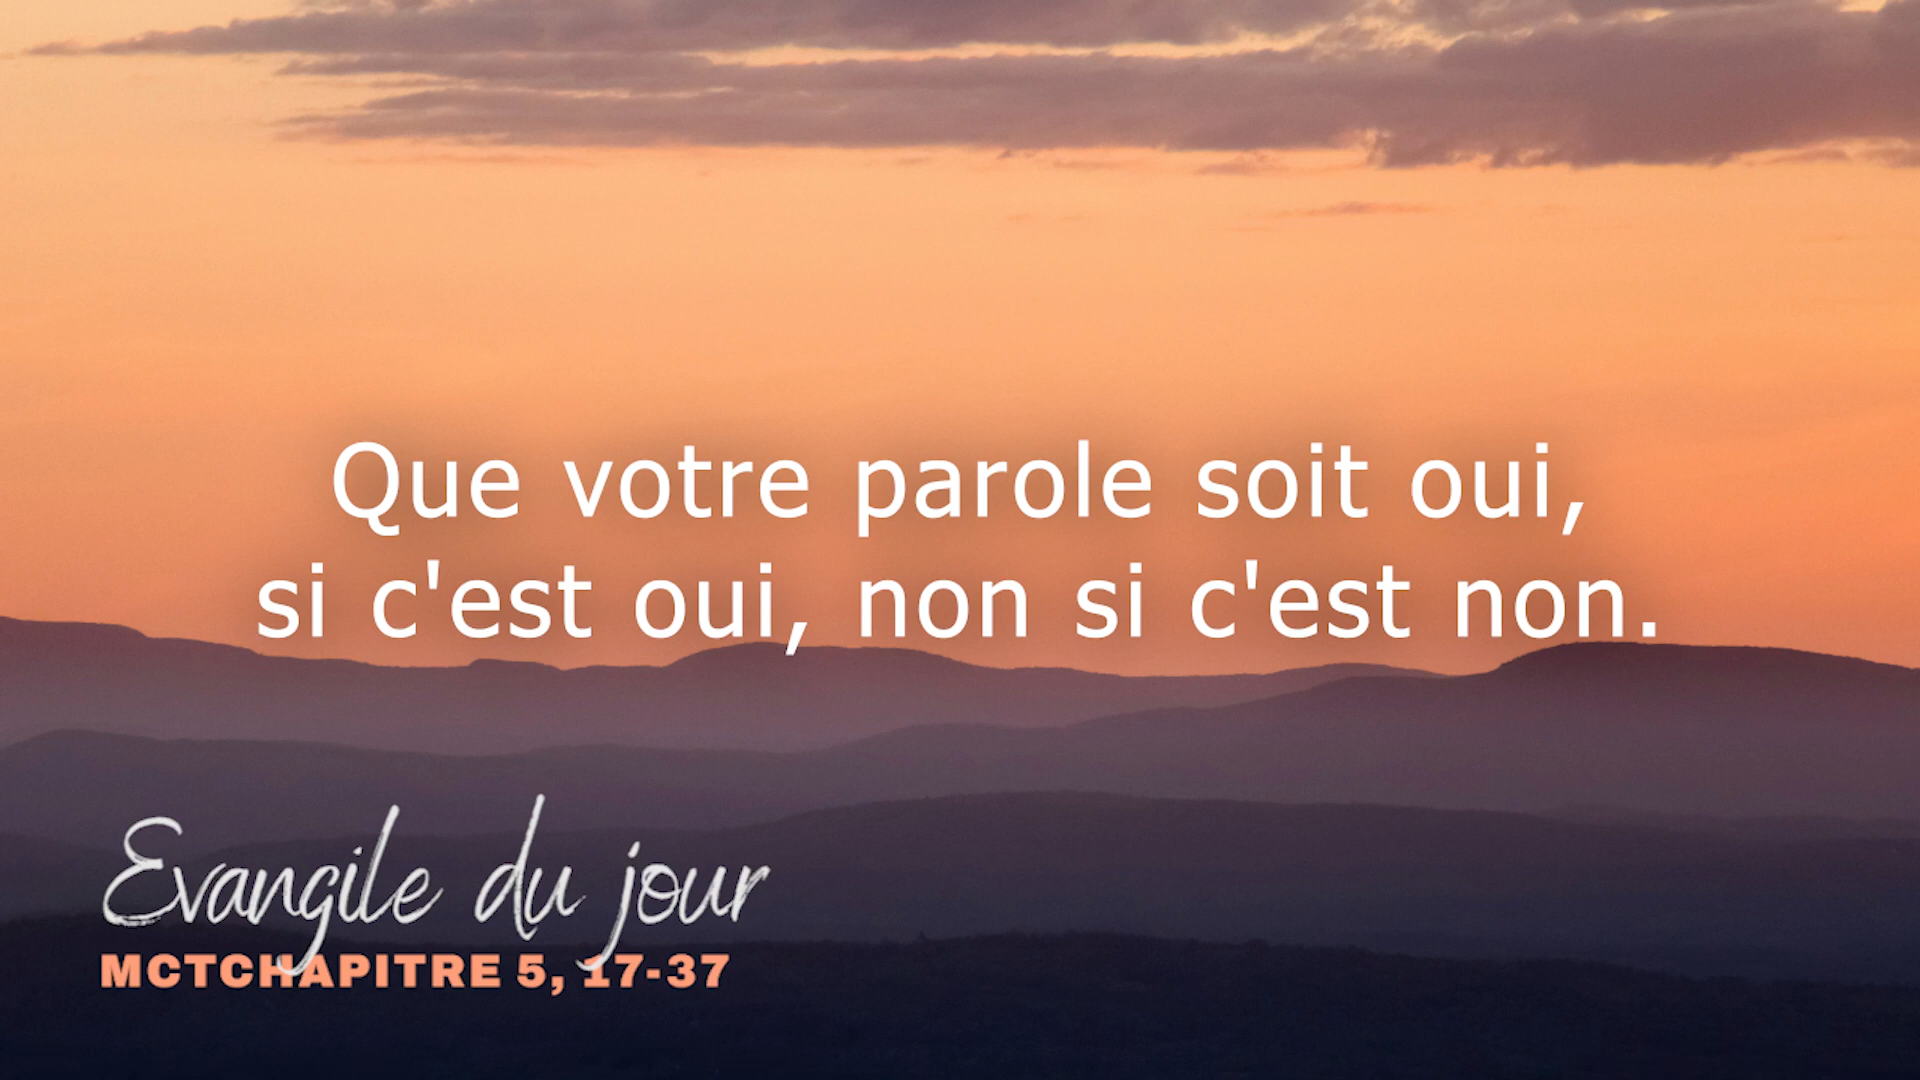 Que votre parole soit oui,
si c'est oui, non si c'est non.
Evangile du jour
MCTCHAPITRE 5, 17-37